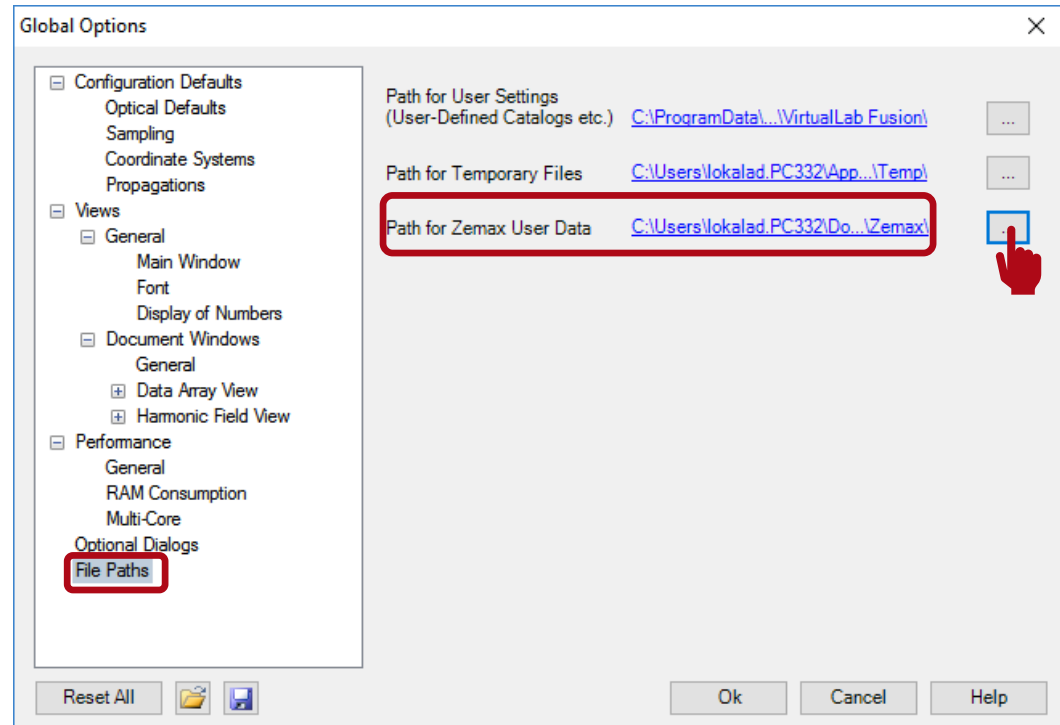 Global Options
Configuration Defaults
Optical Defaults
Sampling
Coordinate Systems
Propagations
Views
General
Main Window
Font
Display of Numbers
Document Windows
General
Data Array View
Harmonic Field View
Performance
General
RAM Consumption
Multi-Core
Optional Dialogs
File Paths
Path for User Settings
(User-Defined Catalogs etc.) C:\ProgramData\...\VirtualLab Fusion\ ...
Path for Temporary Files C:\Users\lokalad.PC332\App...\Temp\ ...
Path for Zemax User Data C:\Users\lokalad.PC332\Do...\Zemax\
Reset All Ok Cancel Help